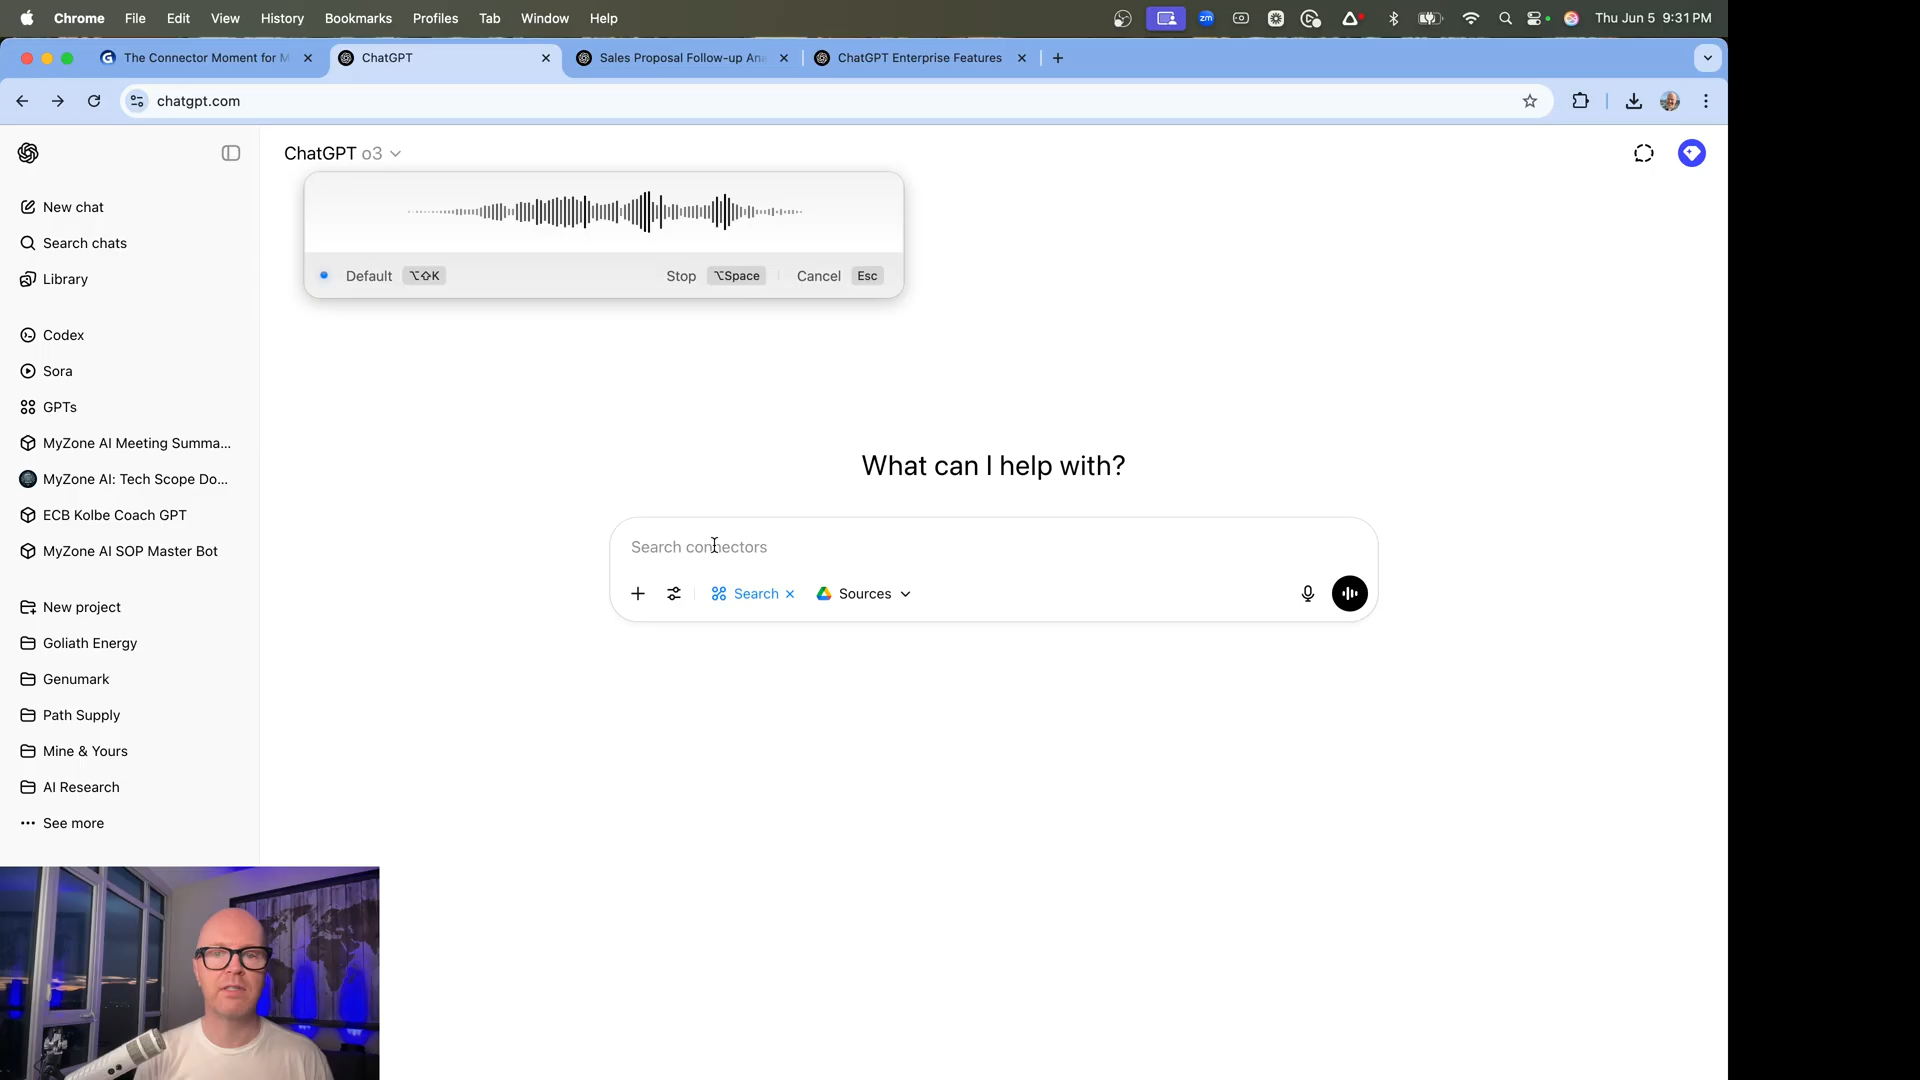 Chrome File Edit View History Bookmarks Profiles Tab Window Help zm Thu Jun 5 9:31 PM
The Connector Moment for M ChatGPT Sales Proposal Follow-up Ana ChatGPT Enterprise Features
chatgpt.com
ChatGPT o3
New chat
Search chats
Library
Codex
Sora
GPTs
MyZone AI Meeting Summa...
MyZone AI: Tech Scope Do...
ECB Kolbe Coach GPT
MyZone AI SOP Master Bot
New project
Goliath Energy
Genumark
Path Supply
Mine & Yours
AI Research
See more
Default ⌥⇧K Stop ⌥Space Cancel Esc
What can I help with?
Search connectors
Search Sources